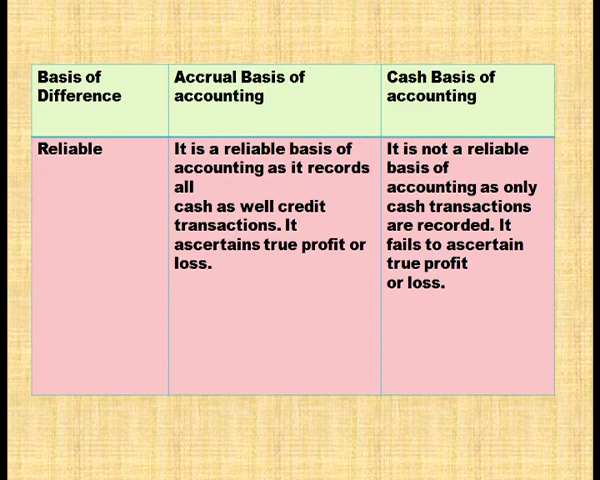 Basis of
Difference
Accrual Basis of
accounting
Cash Basis of
accounting
Reliable
It is a reliable basis of
accounting as it records
all
cash as well credit
transactions. It
ascertains true profit or
loss.
It is not a reliable
basis of
accounting as only
cash transactions
are recorded. It
fails to ascertain
true profit
or loss.